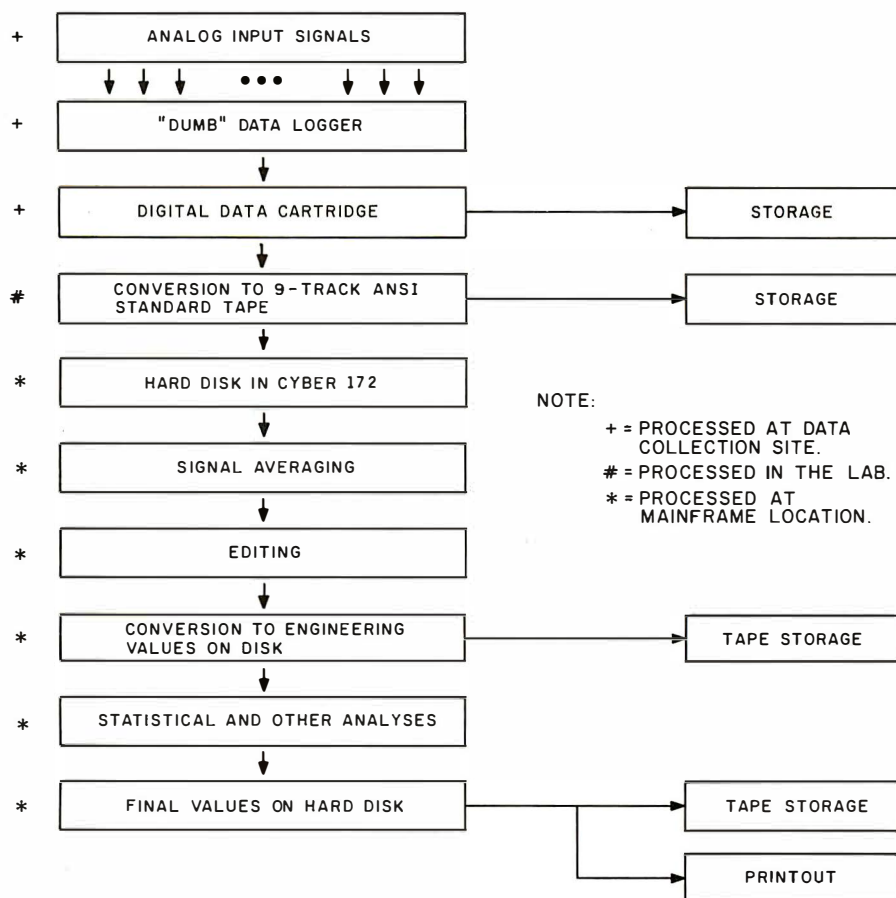 + ANALOG INPUT SIGNALS
+ "DUMB" DATA LOGGER
+ DIGITAL DATA CARTRIDGE
STORAGE
# CONVERSION TO 9-TRACK ANSI
STANDARD TAPE
STORAGE
* HARD DISK IN CYBER 172
* SIGNAL AVERAGING
NOTE:
+ = PROCESSED AT DATA
COLLECTION SITE.
# = PROCESSED IN THE LAB.
* = PROCESSED AT
MAINFRAME LOCATION.
* EDITING
* CONVERSION TO ENGINEERING
VALUES ON DISK
TAPE STORAGE
* STATISTICAL AND OTHER ANALYSES
* FINAL VALUES ON HARD DISK
TAPE STORAGE
PRINTOUT